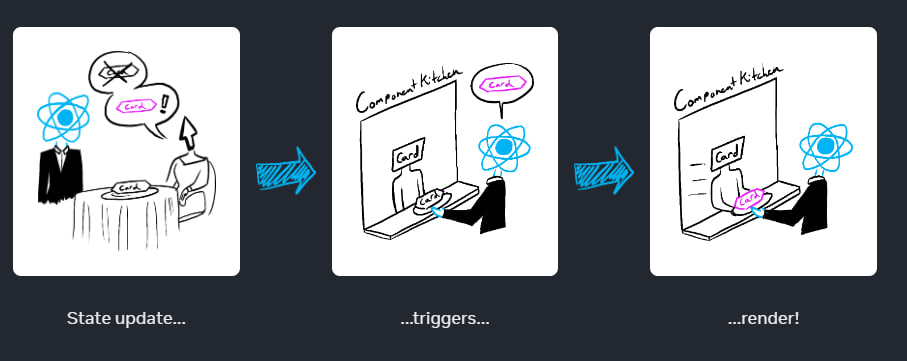 Card
Card !
Card
State update...
Component Kitchen
Card
Card
Card
...triggers...
Component Kitchen
Card
Card
...render!